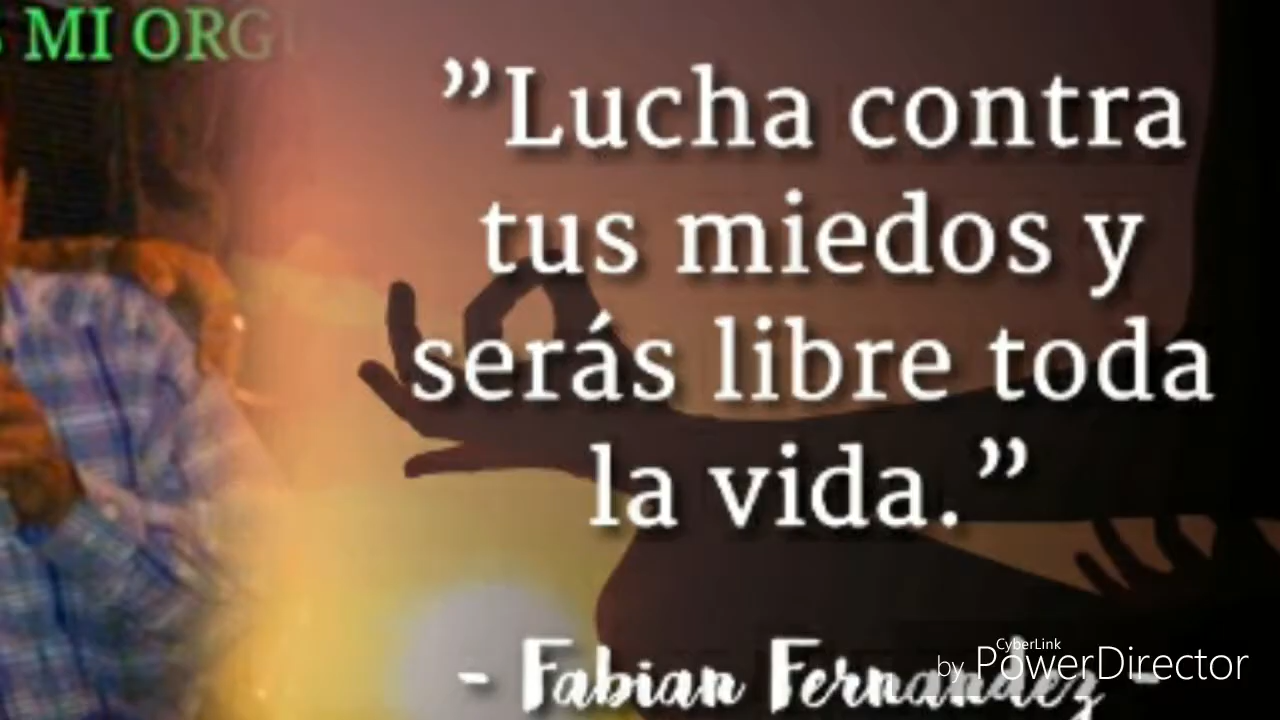 MI ORG
”Lucha contra
tus miedos y
serás libre toda
la vida.”
- Fabian Fernandez -
CyberLink
by PowerDirector